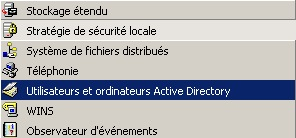 Stockage étendu
Stratégie de sécurité locale
Système de fichiers distribués
Téléphonie
Utilisateurs et ordinateurs Active Directory
WINS
Observateur d'événements